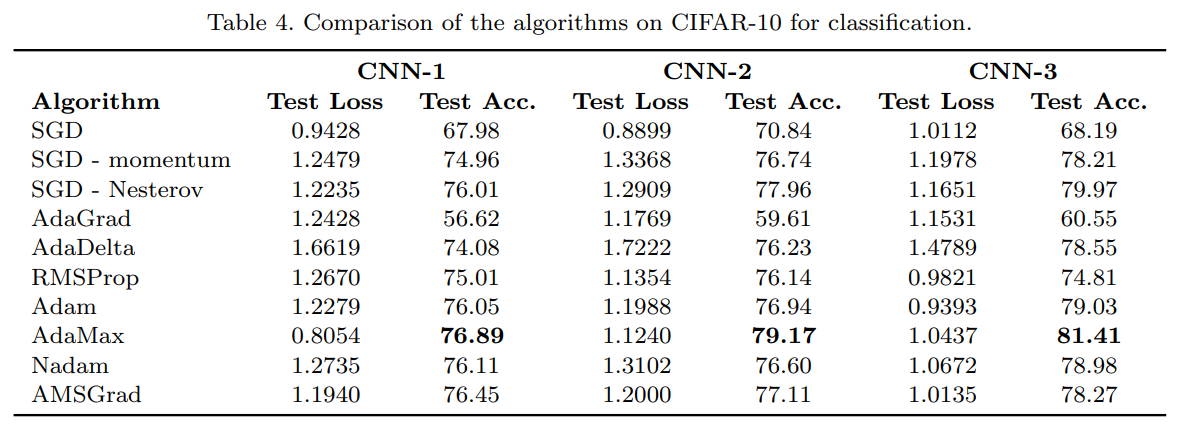 Table 4. Comparison of the algorithms on CIFAR-10 for classification.
CNN-1 CNN-2 CNN-3
Algorithm Test Loss Test Acc. Test Loss Test Acc. Test Loss Test Acc.
SGD 0.9428 67.98 0.8899 70.84 1.0112 68.19
SGD - momentum 1.2479 74.96 1.3368 76.74 1.1978 78.21
SGD - Nesterov 1.2235 76.01 1.2909 77.96 1.1651 79.97
AdaGrad 1.2428 56.62 1.1769 59.61 1.1531 60.55
AdaDelta 1.6619 74.08 1.7222 76.23 1.4789 78.55
RMSProp 1.2670 75.01 1.1354 76.14 0.9821 74.81
Adam 1.2279 76.05 1.1988 76.94 0.9393 79.03
AdaMax 0.8054 76.89 1.1240 79.17 1.0437 81.41
Nadam 1.2735 76.11 1.3102 76.60 1.0672 78.98
AMSGrad 1.1940 76.45 1.2000 77.11 1.0135 78.27